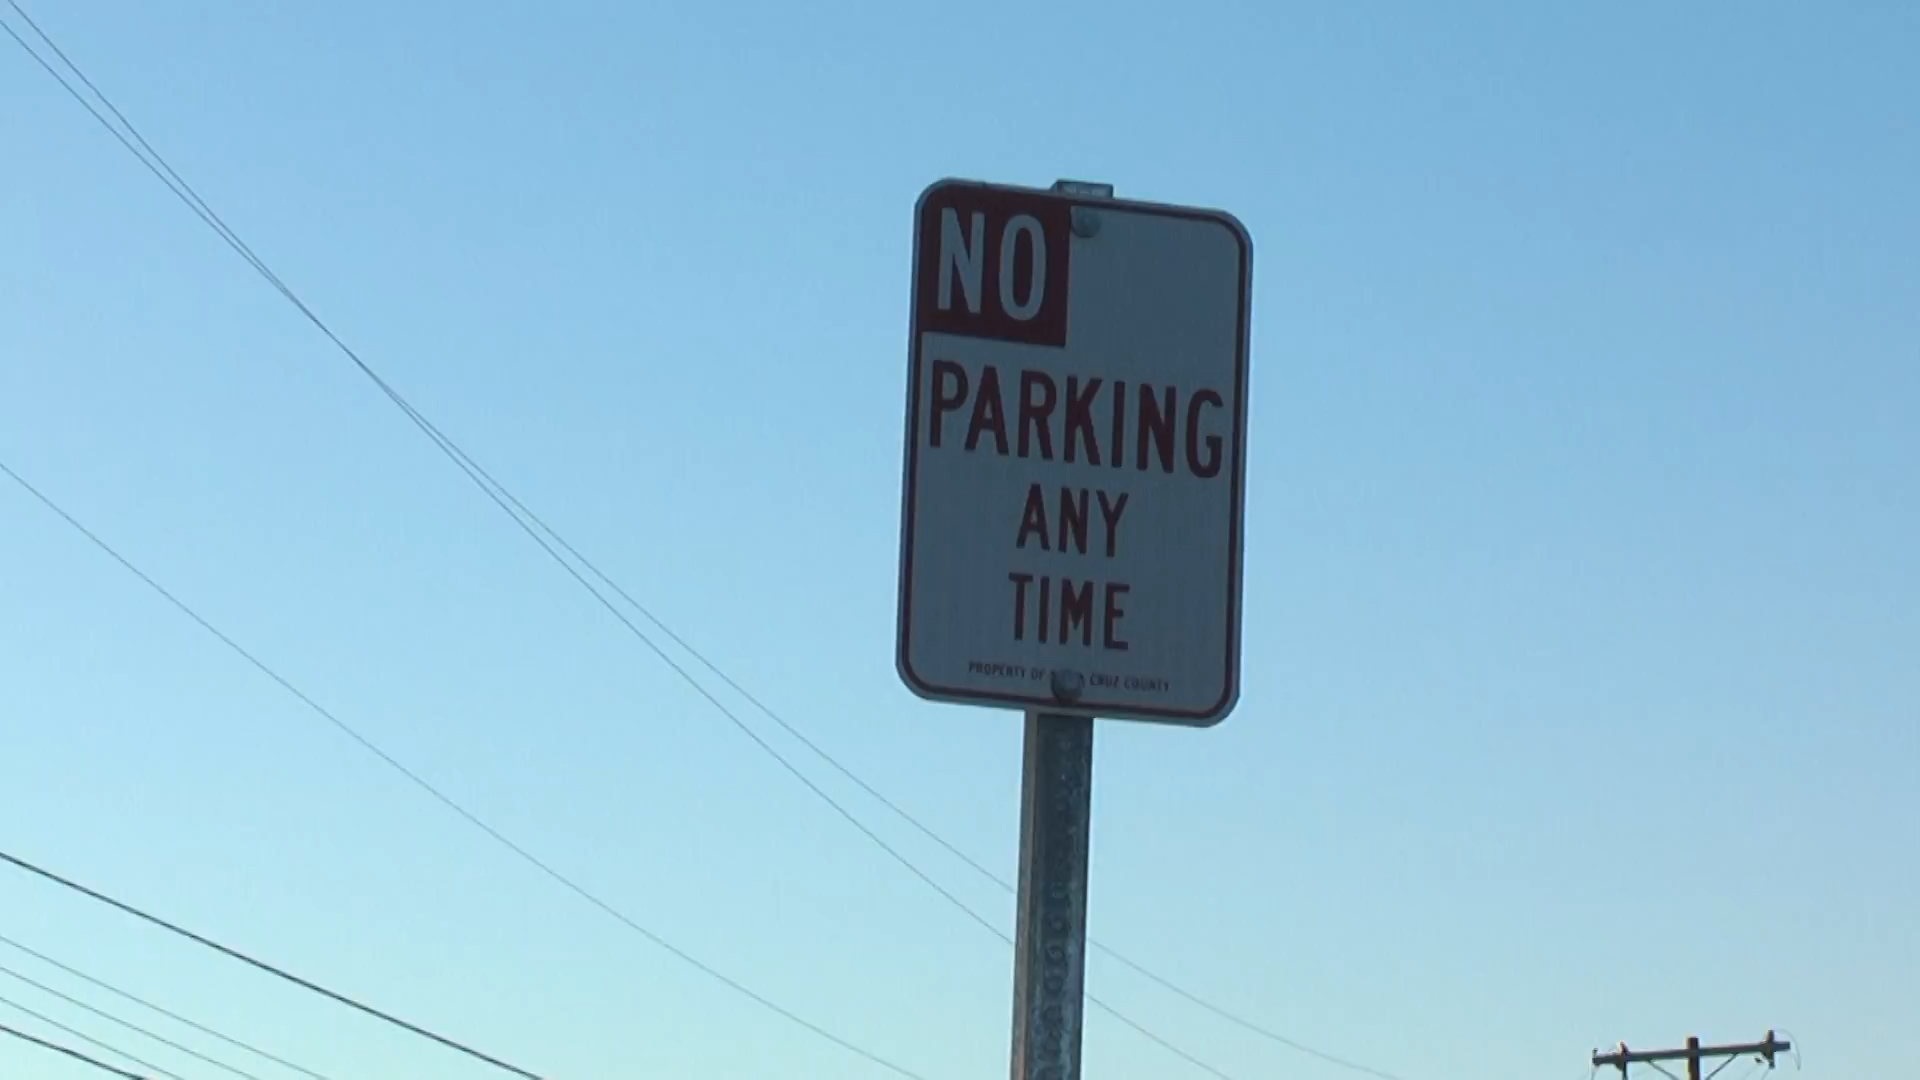 NO
PARKING
ANY
TIME
PROPERTY OF CRUZ COUNTY